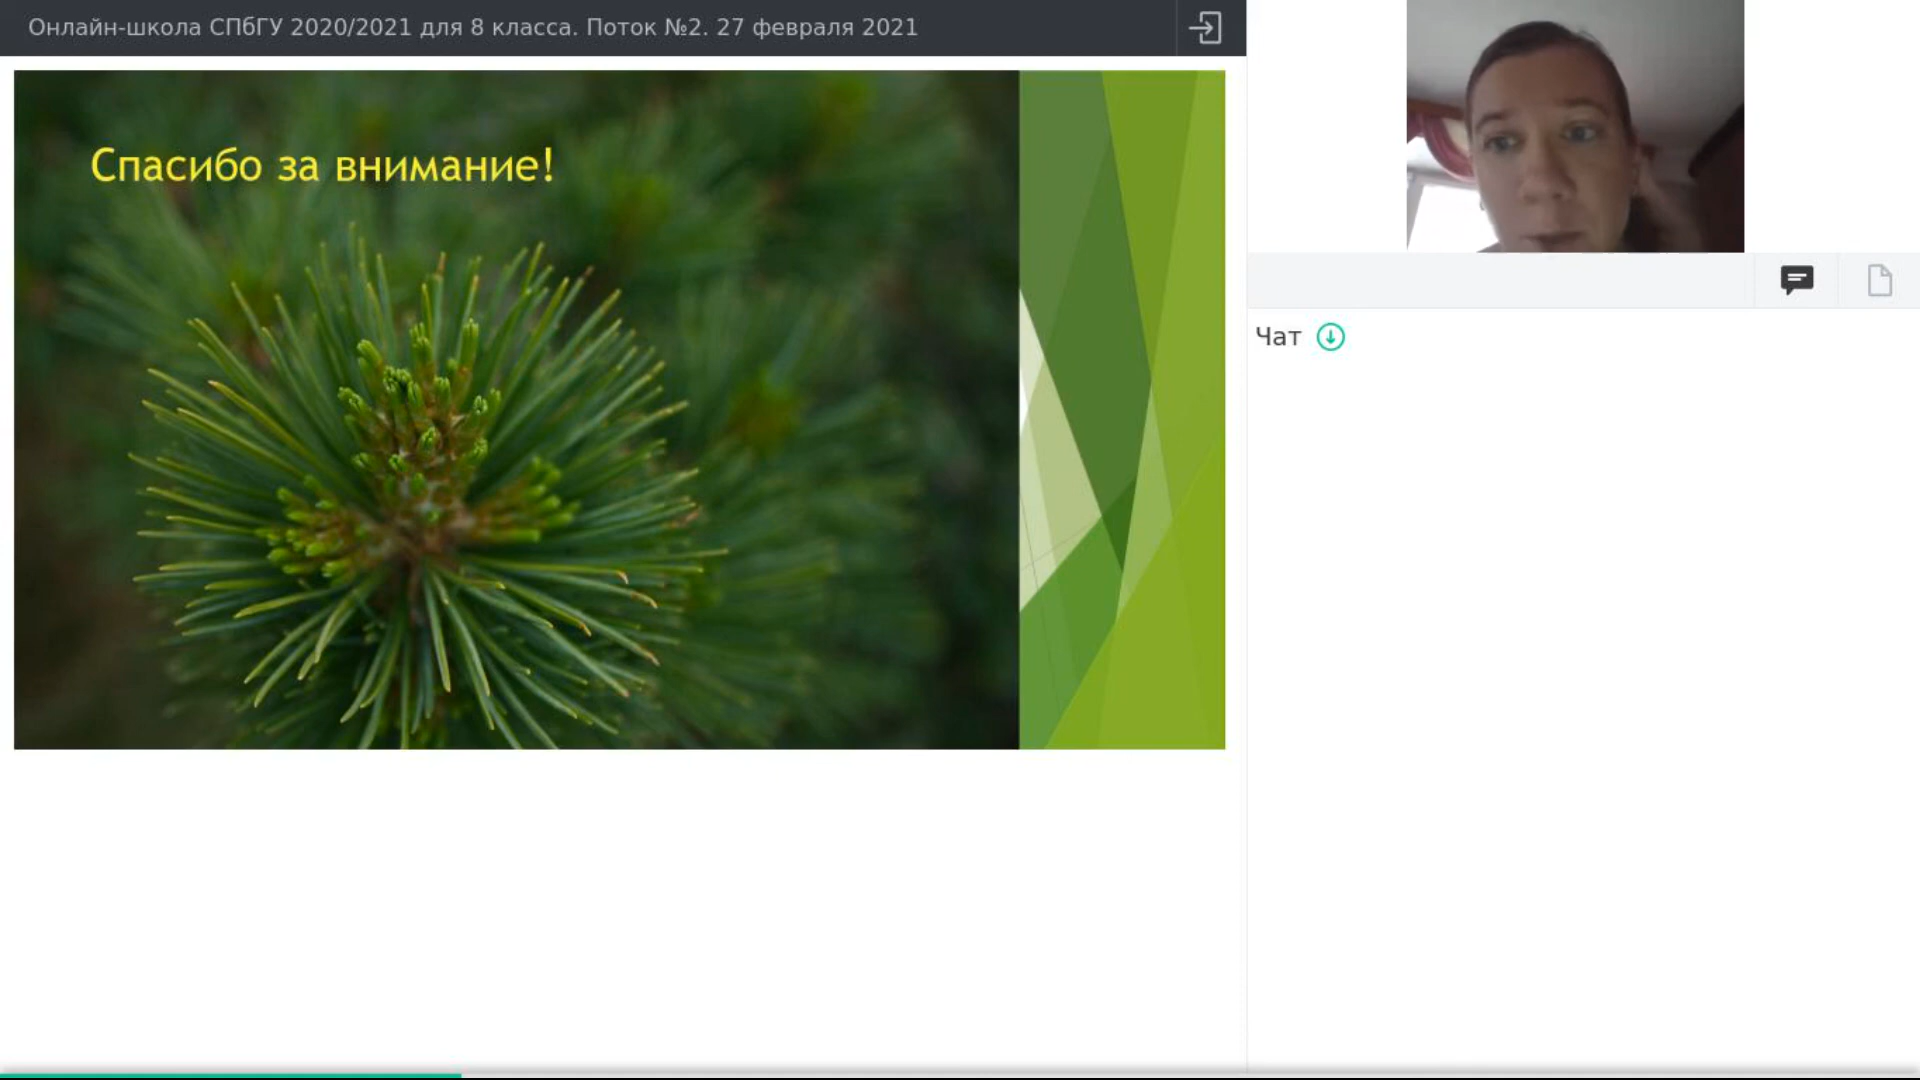 Онлайн-школа СПбГУ 2020/2021 для 8 класса. Поток №2. 27 февраля 2021
Спасибо за внимание!
Чат